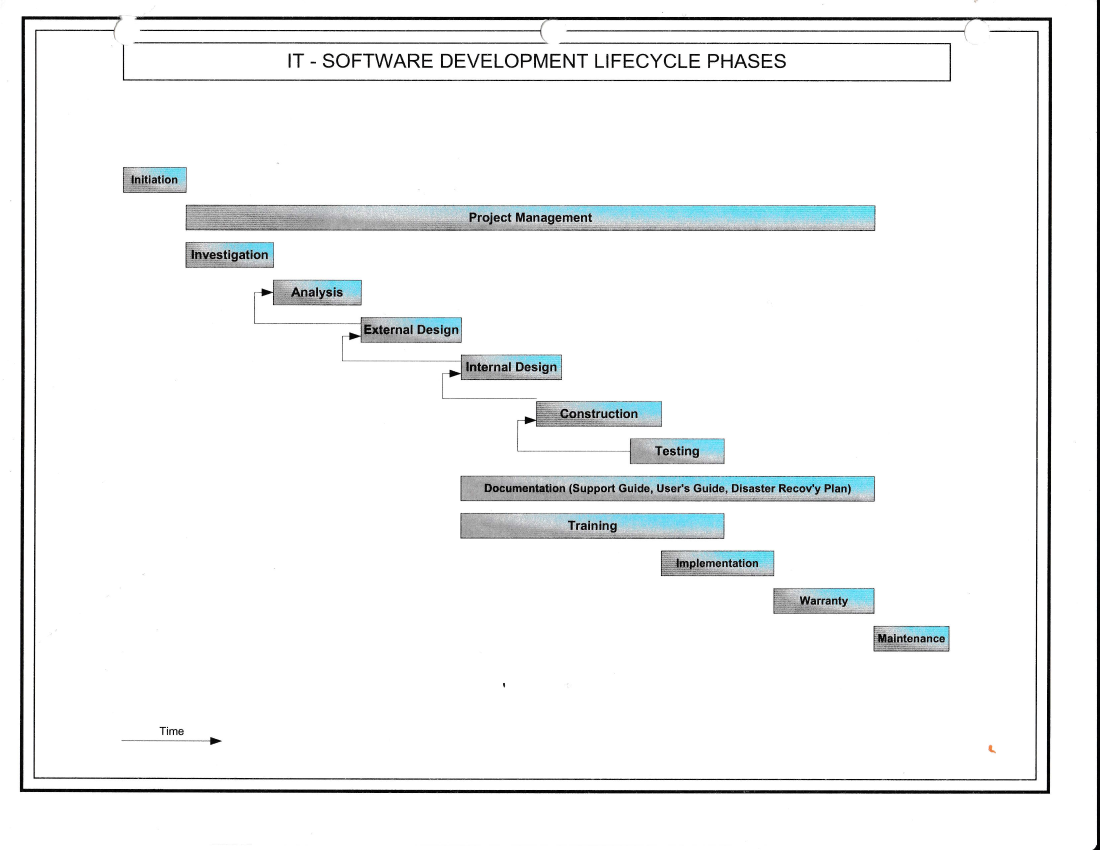 IT - SOFTWARE DEVELOPMENT LIFECYCLE PHASES
Initiation
Project Management
Investigation
Analysis
External Design
Internal Design
Construction
Testing
Documentation (Support Guide, User's Guide, Disaster Recov'y Plan)
Training
Implementation
Warranty
Maintenance
Time